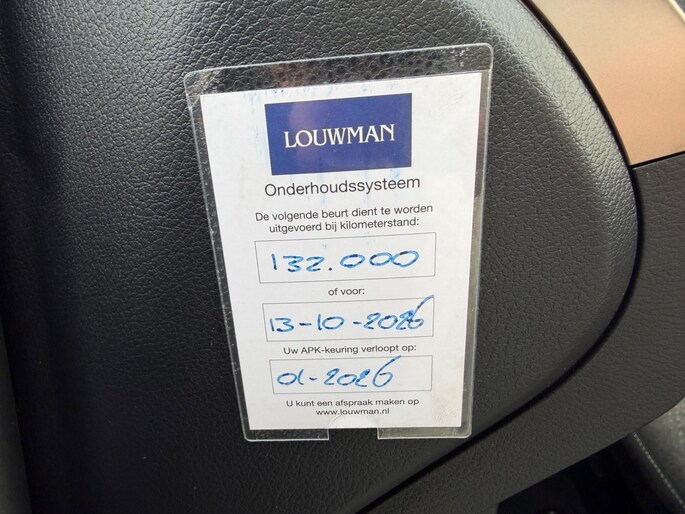 LOUWMAN
Onderhoudssysteem
De volgende beurt dient te worden
uitgevoerd bij kilometerstand:
132.000
of voor:
13-10-2026
Uw APK-keuring verloopt op:
01-2026
U kunt een afspraak maken op
www.louwman.nl